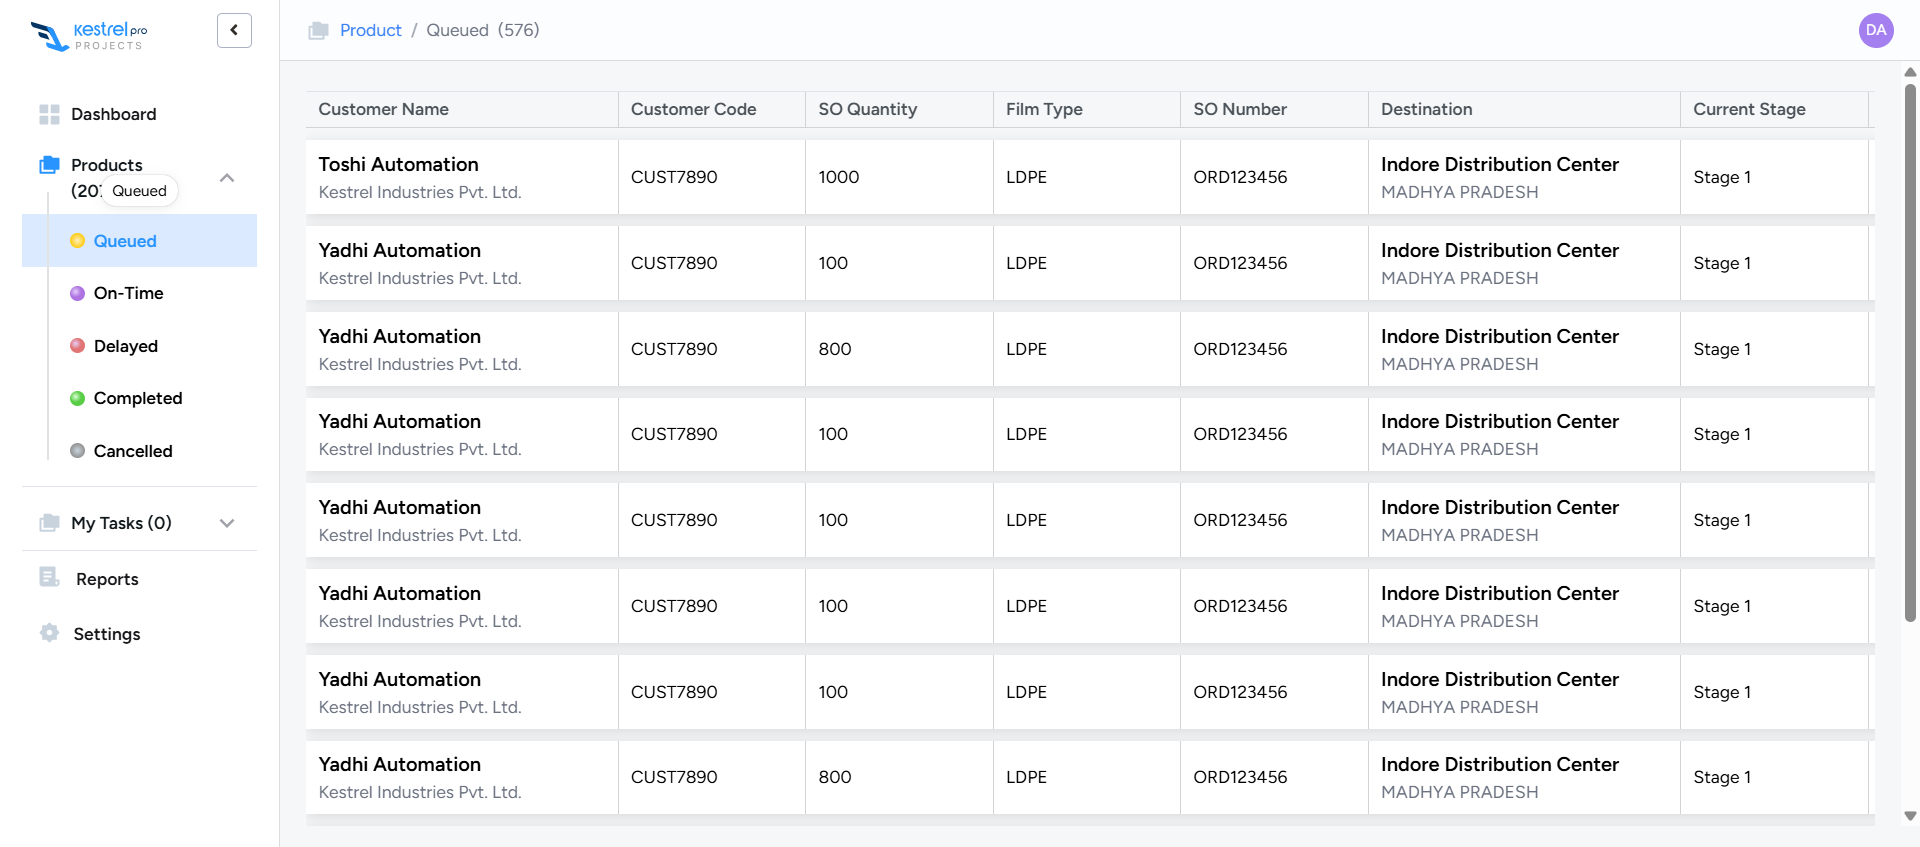 Kestrel pro
PROJECTS
Dashboard
Products
Queued
Queued
On-Time
Delayed
Completed
Cancelled
My Tasks (0)
Reports
Settings
Product / Queued (576)
DA
Customer Name Customer Code SO Quantity Film Type SO Number Destination Current Stage
Toshi Automation Indore Distribution Center
CUST7890 1000 LDPE ORD123456 Stage 1
Kestrel Industries Pvt. Ltd. MADHYA PRADESH
Yadhi Automation Indore Distribution Center
CUST7890 100 LDPE ORD123456 Stage 1
Kestrel Industries Pvt. Ltd. MADHYA PRADESH
Yadhi Automation Indore Distribution Center
CUST7890 800 LDPE ORD123456 Stage 1
Kestrel Industries Pvt. Ltd. MADHYA PRADESH
Yadhi Automation Indore Distribution Center
CUST7890 100 LDPE ORD123456 Stage 1
Kestrel Industries Pvt. Ltd. MADHYA PRADESH
Yadhi Automation Indore Distribution Center
CUST7890 100 LDPE ORD123456 Stage 1
Kestrel Industries Pvt. Ltd. MADHYA PRADESH
Yadhi Automation Indore Distribution Center
CUST7890 100 LDPE ORD123456 Stage 1
Kestrel Industries Pvt. Ltd. MADHYA PRADESH
Yadhi Automation Indore Distribution Center
CUST7890 100 LDPE ORD123456 Stage 1
Kestrel Industries Pvt. Ltd. MADHYA PRADESH
Yadhi Automation Indore Distribution Center
CUST7890 800 LDPE ORD123456 Stage 1
Kestrel Industries Pvt. Ltd. MADHYA PRADESH